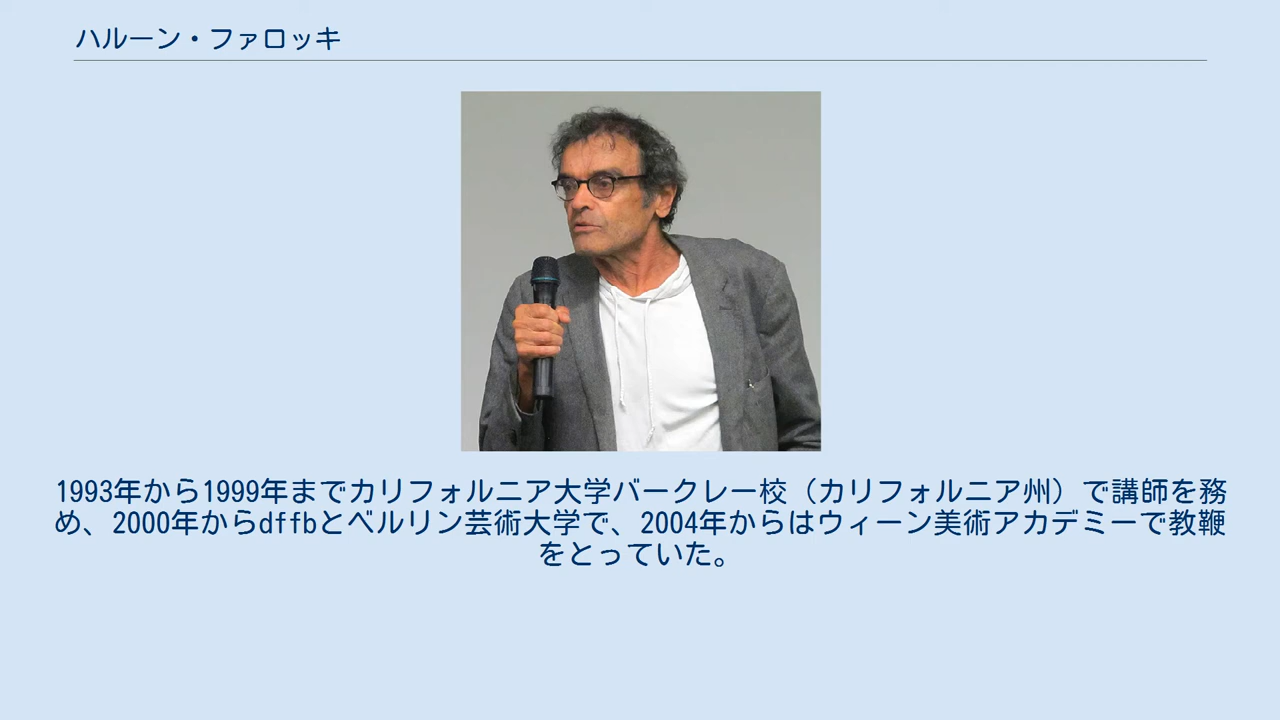 ハルーン・ファロッキ
1993年から1999年までカリフォルニア大学バークレー校（カリフォルニア州）で講師を務
め、2000年からdffbとベルリン芸術大学で、2004年からはウィーン美術アカデミーで教鞭
をとっていた。